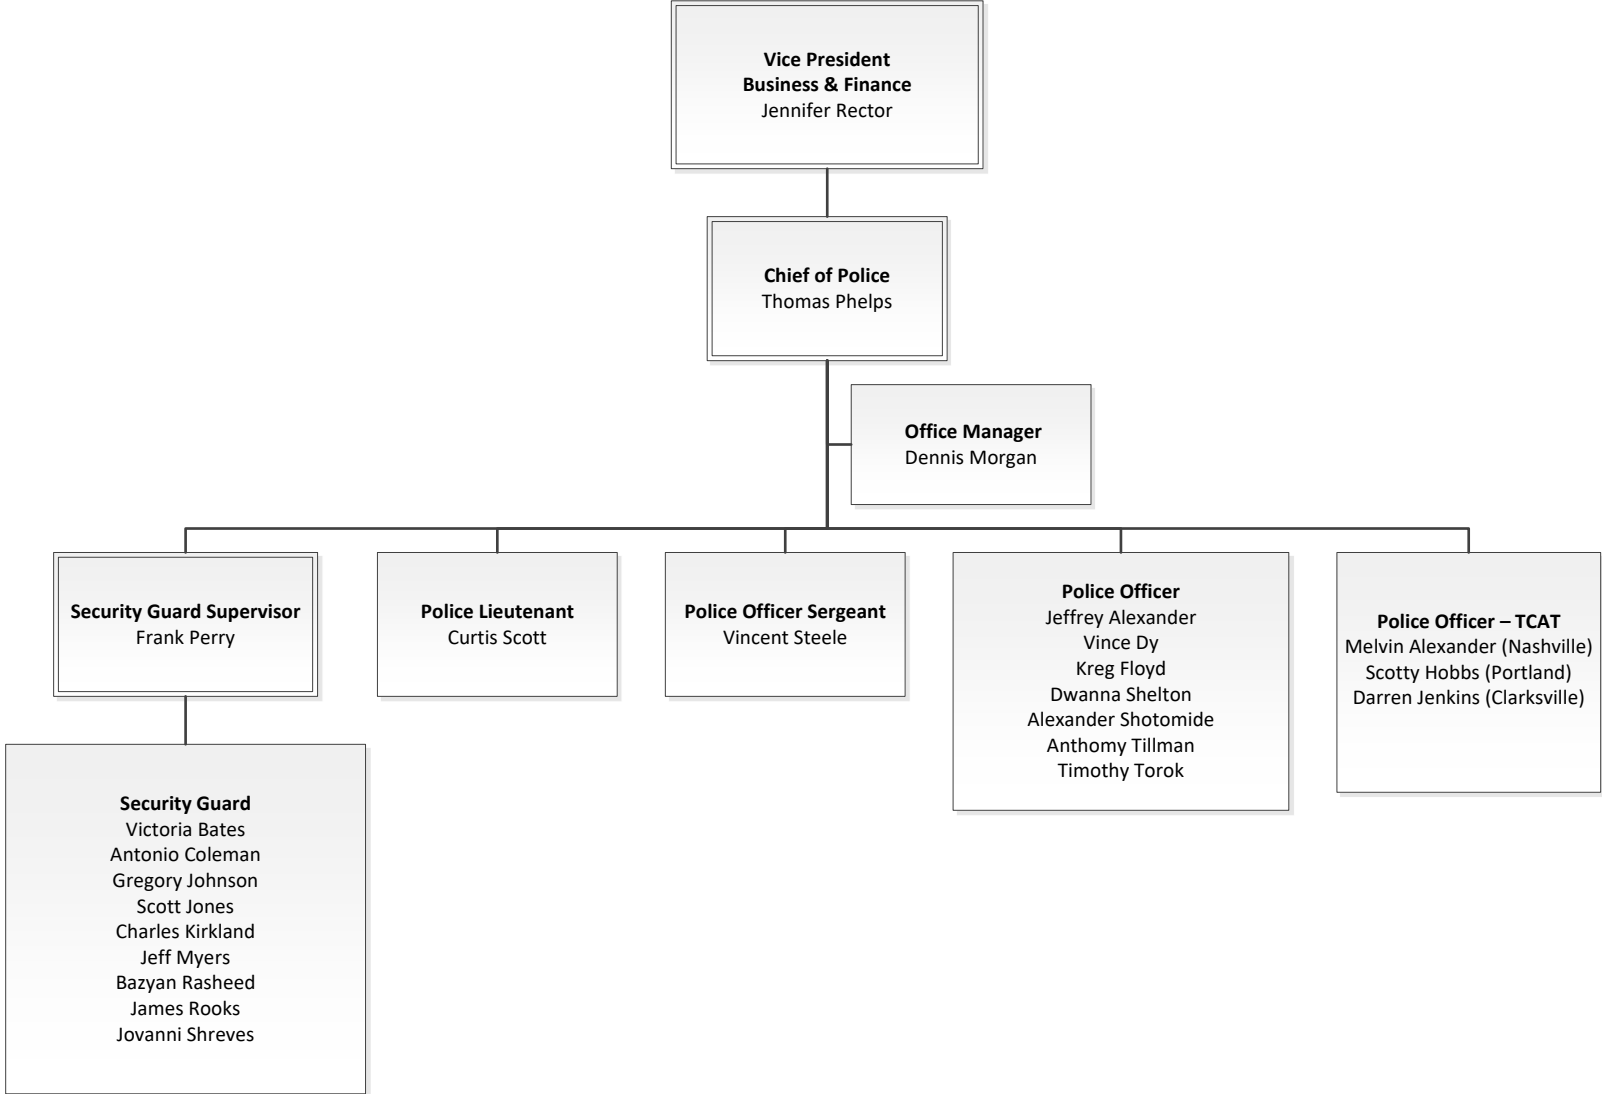 Vice President
Business & Finance
Jennifer Rector
Chief of Police
Thomas Phelps
Office Manager
Dennis Morgan
Security Guard Supervisor
Frank Perry
Police Lieutenant
Curtis Scott
Police Officer Sergeant
Vincent Steele
Police Officer
Jeffrey Alexander
Vince Dy
Kreg Floyd
Dwanna Shelton
Alexander Shotomide
Anthomy Tillman
Timothy Torok
Police Officer – TCAT
Melvin Alexander (Nashville)
Scotty Hobbs (Portland)
Darren Jenkins (Clarksville)
Security Guard
Victoria Bates
Antonio Coleman
Gregory Johnson
Scott Jones
Charles Kirkland
Jeff Myers
Bazyan Rasheed
James Rooks
Jovanni Shreves